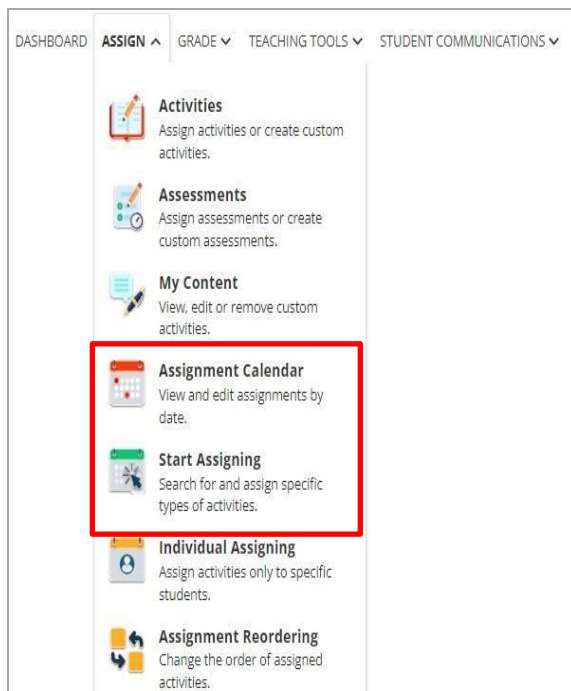 DASHBOARD ASSIGN GRADE TEACHING TOOLS STUDENT COMMUNICATIONS
Activities
Assign activities or create custom
activities.
Assessments
Assign assessments or create
custom assessments.
My Content
View, edit or remove custom
activities.
Assignment Calendar
View and edit assignments by
date.
Start Assigning
Search for and assign specific
types of activities.
Individual Assigning
Assign activities only to specific
students.
Assignment Reordering
Change the order of assigned
activities.